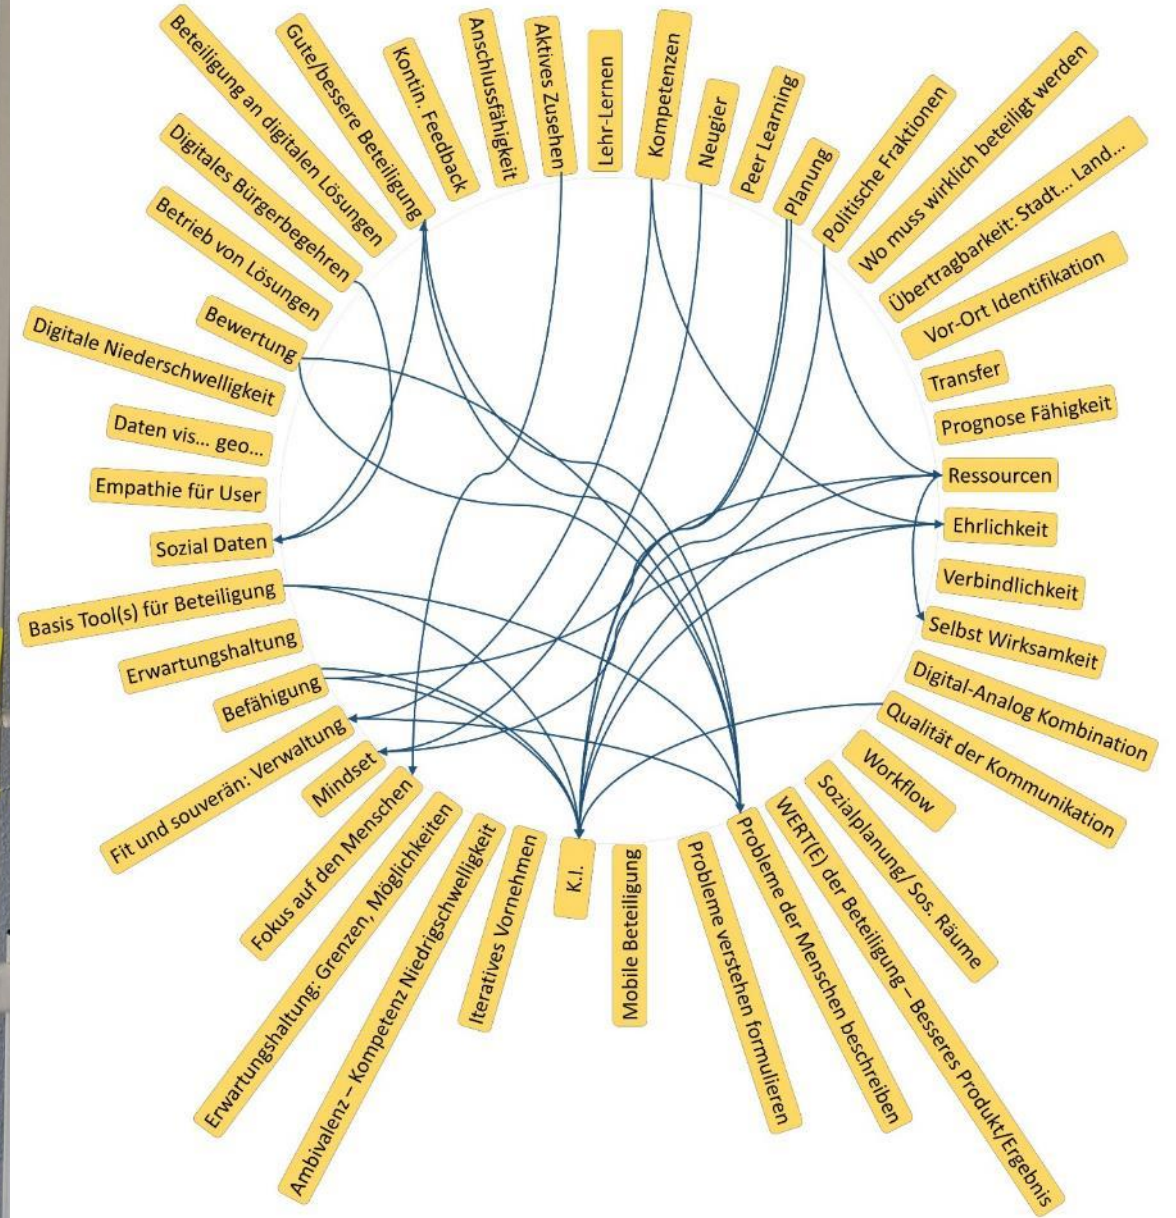 Lehr-Lernen
Kompetenzen
Neugier
Peer Learning
Planung
Politische Fraktionen
Wo muss wirklich beteiligt werden
Übertragbarkeit: Stadt... Land...
Vor-Ort Identifikation
Transfer
Prognose Fähigkeit
Ressourcen
Ehrlichkeit
Verbindlichkeit
Selbst Wirksamkeit
Digital-Analog Kombination
Qualität der Kommunikation
Workflow
Sozialplanung/ Sos. Räume
WERT(E) der Beteiligung – Besseres Produkt/Ergebnis
Probleme der Menschen beschreiben
Probleme verstehen formulieren
Mobile Beteiligung
K.I.
Iteratives Vornehmen
Ambivalenz – Kompetenz Niedrigschwelligkeit
Erwartungshaltung: Grenzen, Möglichkeiten
Fokus auf den Menschen
Mindset
Fit und souverän: Verwaltung
Befähigung
Erwartungshaltung
Basis Tool(s) für Beteiligung
Sozial Daten
Empathie für User
Daten vis... geo...
Digitale Niederschwelligkeit
Bewertung
Betrieb von Lösungen
Digitales Bürgerbegehren
Beteiligung an digitalen Lösungen
Gute/bessere Beteiligung
Kontin. Feedback
Anschlussfähigkeit
Aktives Zusehen